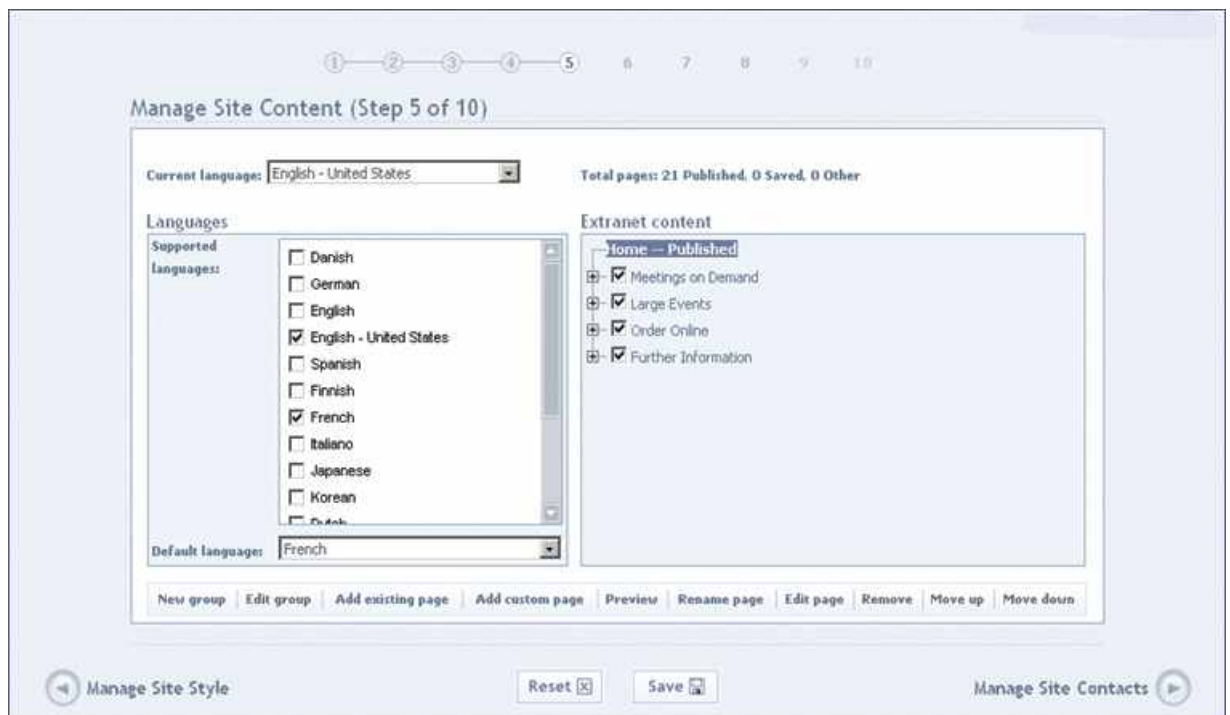 1 2 3 4 5 6 7 8 9 10
Manage Site Content (Step 5 of 10)
Current language: English - United States
Total pages: 21 Published, 0 Saved, 0 Other
Languages
Supported languages:
Danish
German
English
English - United States
Spanish
Finnish
French
Italiano
Japanese
Korean
Dutch
Default language: French
Extranet content
Home -- Published
Meetings on Demand
Large Events
Order Online
Further Information
New group Edit group Add existing page Add custom page Preview Rename page Edit page Remove Move up Move down
Manage Site Style
Reset
Save
Manage Site Contacts